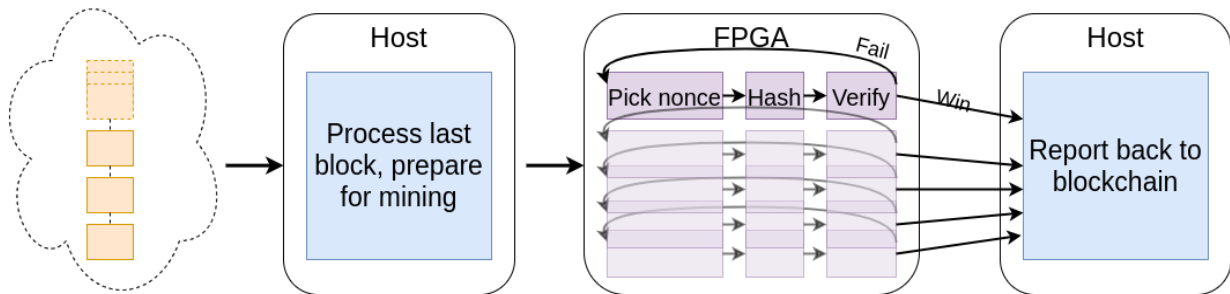 Host
Process last
block, prepare
for mining
FPGA
Fail
Pick nonce
Hash
Verify
Win
Host
Report back to
blockchain